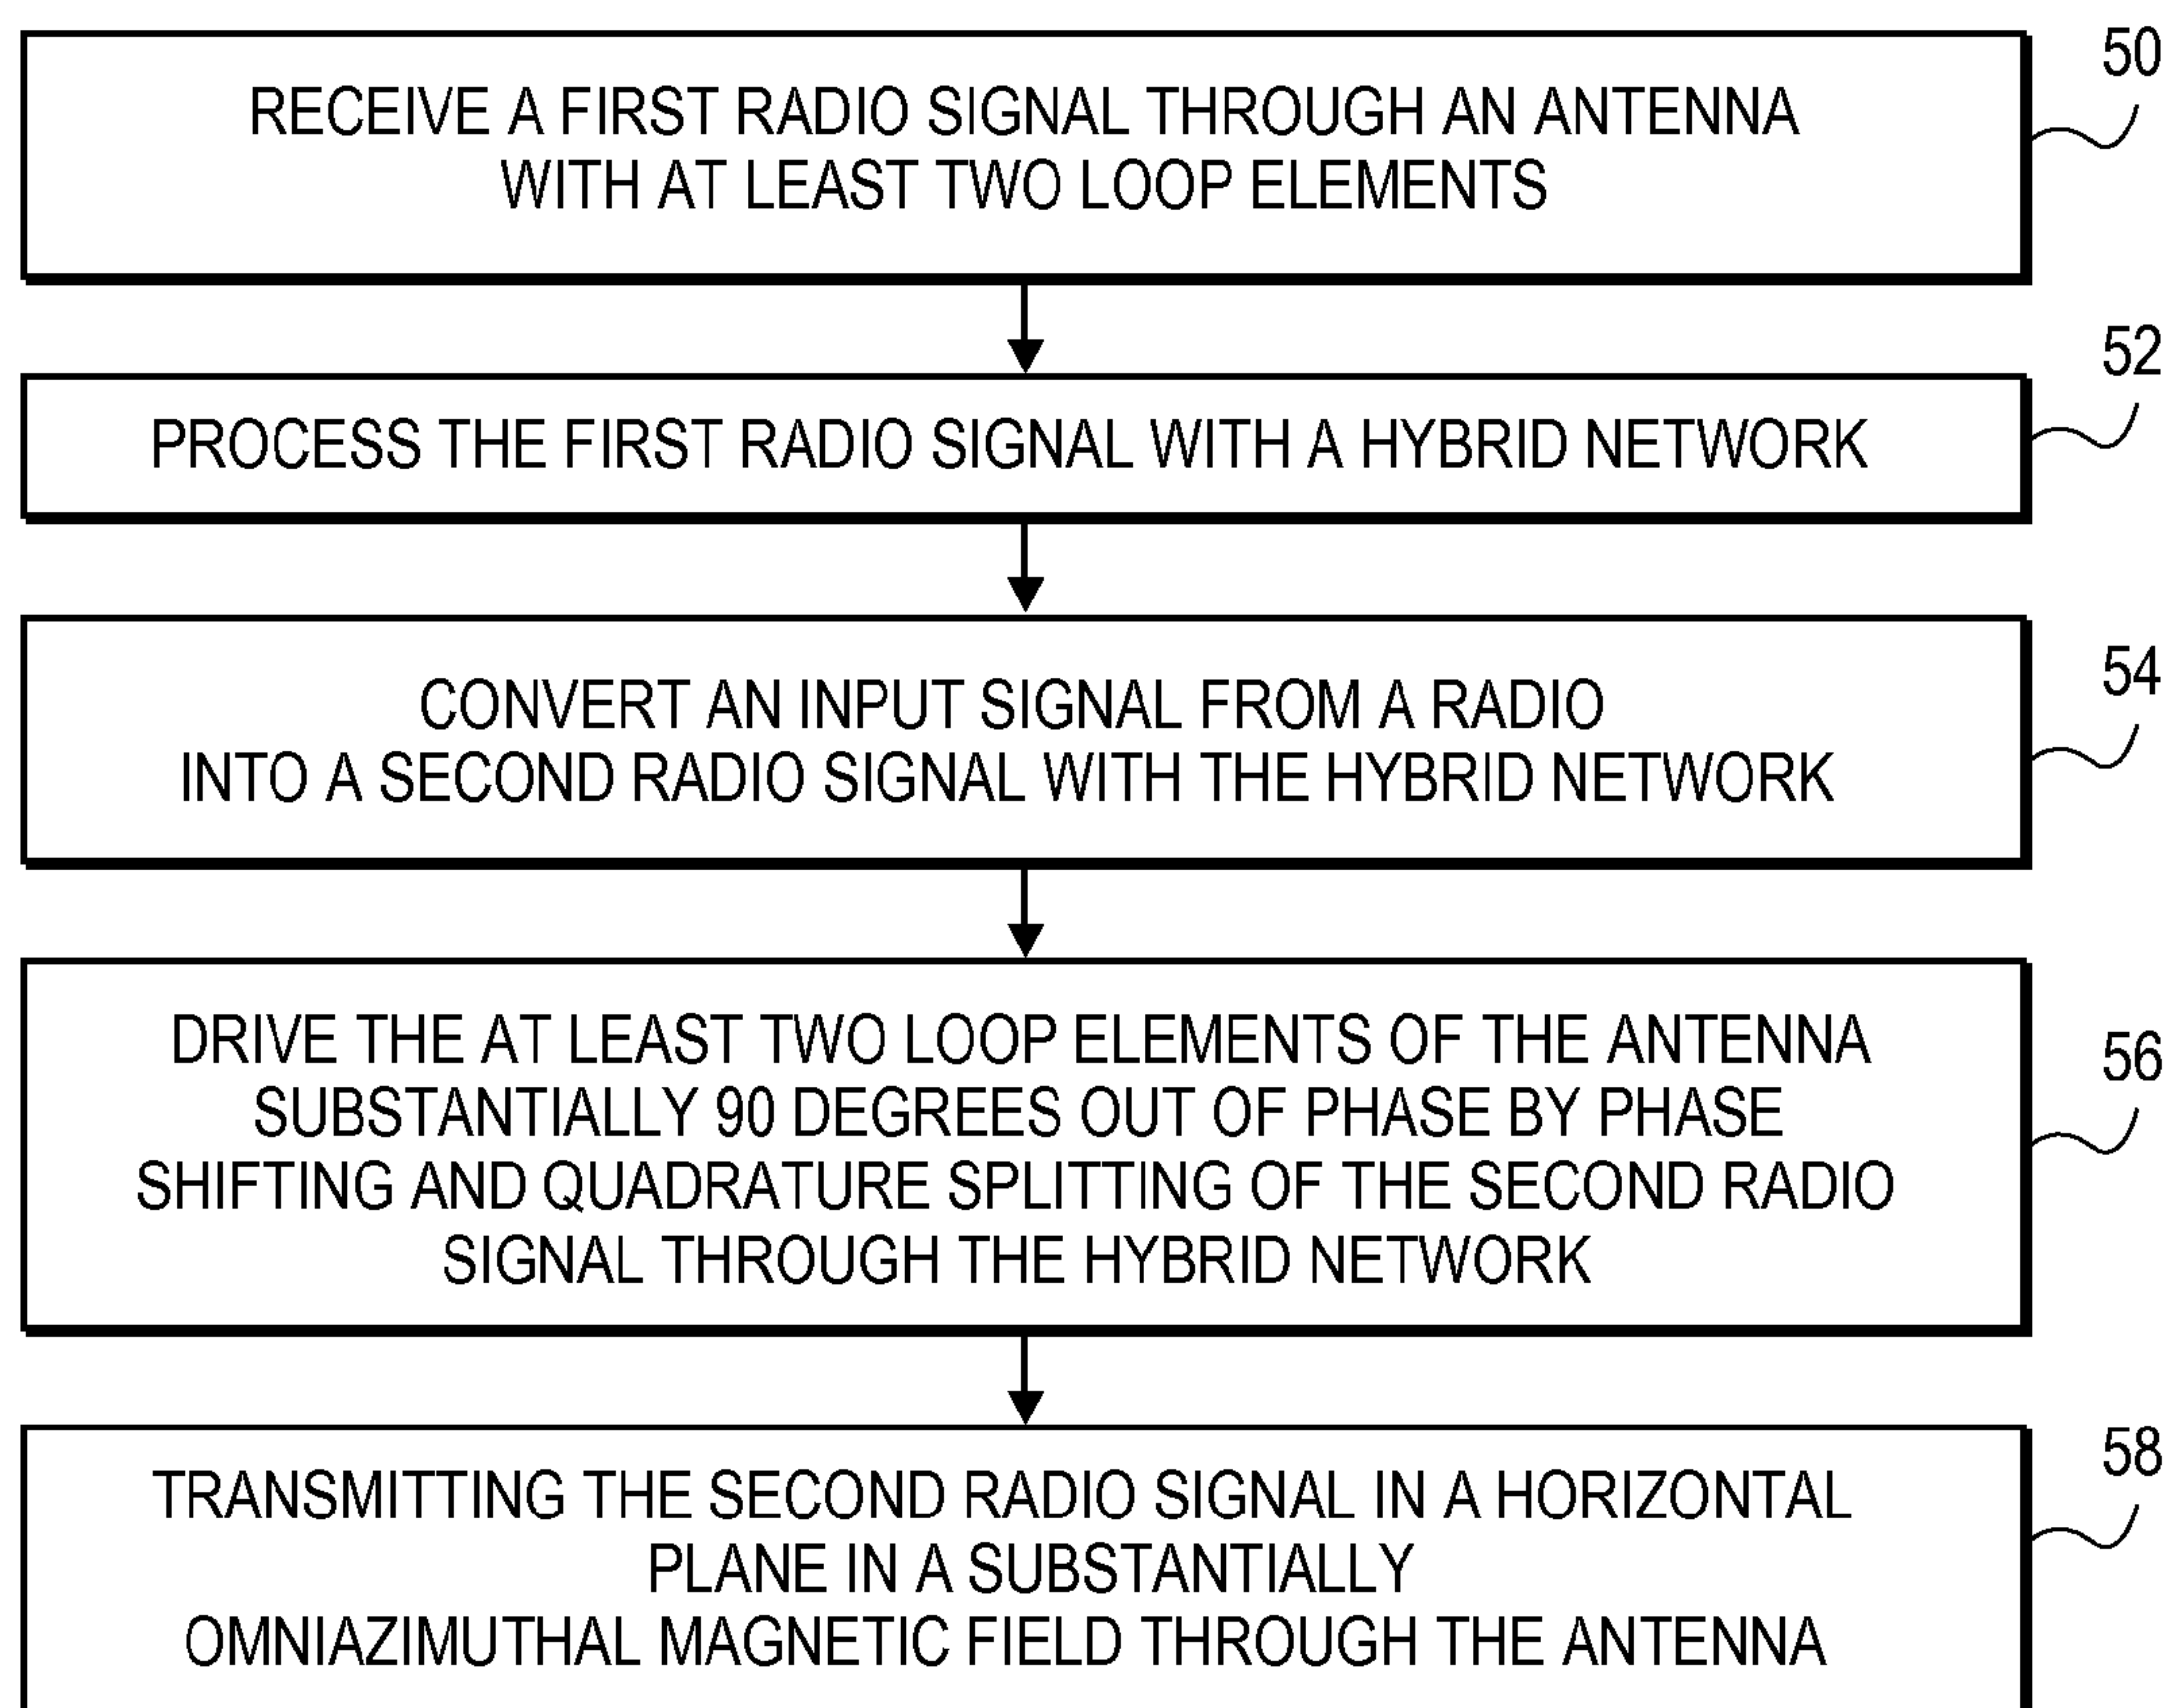 50
RECEIVE A FIRST RADIO SIGNAL THROUGH AN ANTENNA
WITH AT LEAST TWO LOOP ELEMENTS
52
PROCESS THE FIRST RADIO SIGNAL WITH A HYBRID NETWORK
54
CONVERT AN INPUT SIGNAL FROM A RADIO
INTO A SECOND RADIO SIGNAL WITH THE HYBRID NETWORK
56
DRIVE THE AT LEAST TWO LOOP ELEMENTS OF THE ANTENNA
SUBSTANTIALLY 90 DEGREES OUT OF PHASE BY PHASE
SHIFTING AND QUADRATURE SPLITTING OF THE SECOND RADIO
SIGNAL THROUGH THE HYBRID NETWORK
58
TRANSMITTING THE SECOND RADIO SIGNAL IN A HORIZONTAL
PLANE IN A SUBSTANTIALLY
OMNIAZIMUTHAL MAGNETIC FIELD THROUGH THE ANTENNA